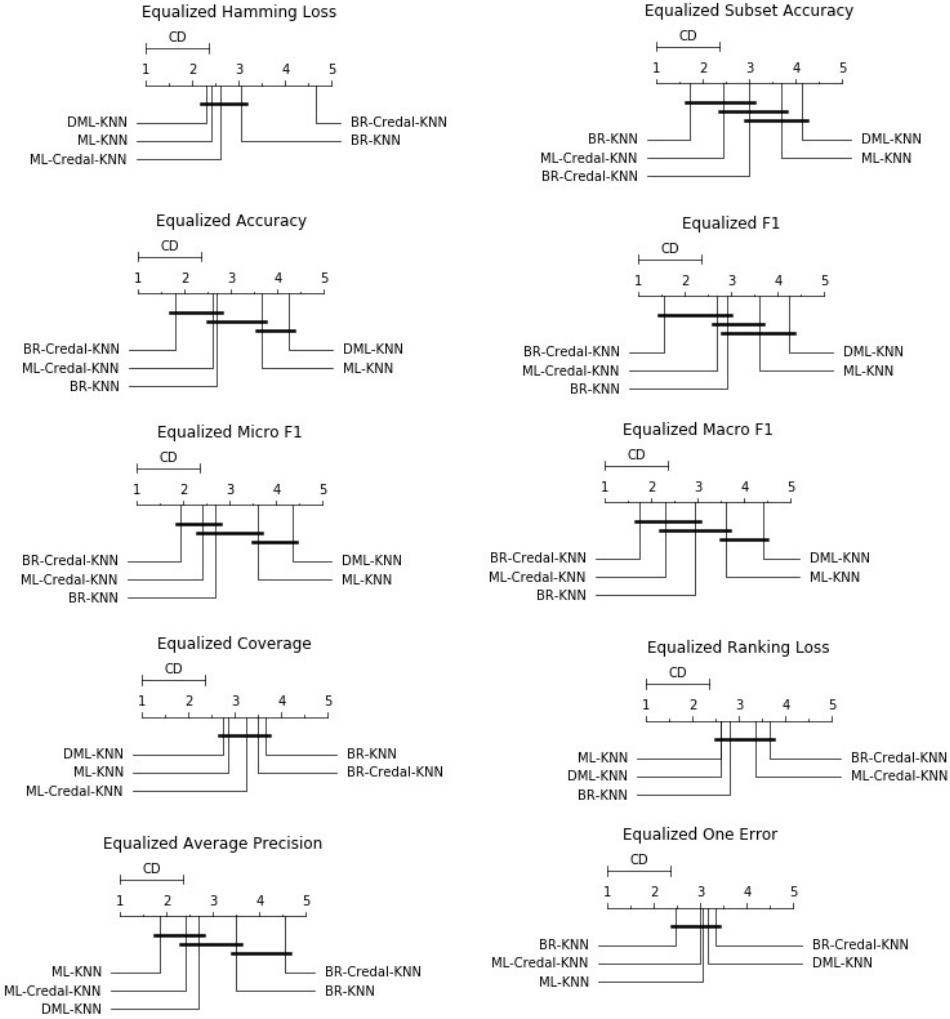 Equalized Hamming Loss
CD
1 2 3 4 5
DML-KNN
ML-KNN
ML-Credal-KNN
BR-Credal-KNN
BR-KNN
Equalized Subset Accuracy
CD
1 2 3 4 5
BR-KNN
ML-Credal-KNN
BR-Credal-KNN
DML-KNN
ML-KNN
Equalized Accuracy
CD
1 2 3 4 5
BR-Credal-KNN
ML-Credal-KNN
BR-KNN
DML-KNN
ML-KNN
Equalized F1
CD
1 2 3 4 5
BR-Credal-KNN
ML-Credal-KNN
BR-KNN
DML-KNN
ML-KNN
Equalized Micro F1
CD
1 2 3 4 5
BR-Credal-KNN
ML-Credal-KNN
BR-KNN
DML-KNN
ML-KNN
Equalized Macro F1
CD
1 2 3 4 5
BR-Credal-KNN
ML-Credal-KNN
BR-KNN
DML-KNN
ML-KNN
Equalized Coverage
CD
1 2 3 4 5
DML-KNN
ML-KNN
ML-Credal-KNN
BR-KNN
BR-Credal-KNN
Equalized Ranking Loss
CD
1 2 3 4 5
ML-KNN
DML-KNN
BR-KNN
BR-Credal-KNN
ML-Credal-KNN
Equalized Average Precision
CD
1 2 3 4 5
ML-KNN
ML-Credal-KNN
DML-KNN
BR-Credal-KNN
BR-KNN
Equalized One Error
CD
1 2 3 4 5
BR-KNN
ML-Credal-KNN
ML-KNN
BR-Credal-KNN
DML-KNN